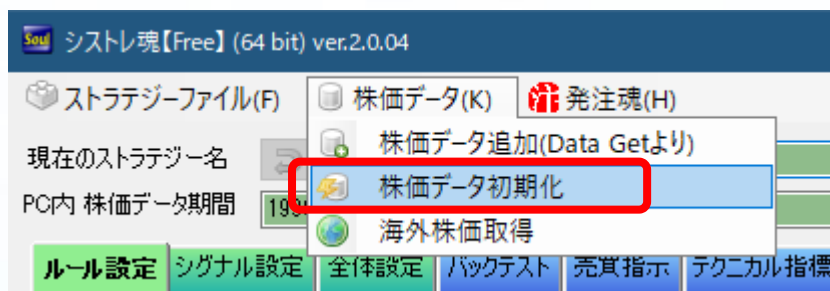 Soul システトレ魂【Free】 (64 bit) ver.2.0.04
ストラテジーファイル(F) 株価データ(K) 発注魂(H)
現在のストラテジー名
株価データ追加(Data Getより)
PC内 株価データ期間
株価データ初期化
海外株価取得
ルール設定 シグナル設定 全体設定 バックテスト 売買指示 テクニカル指標